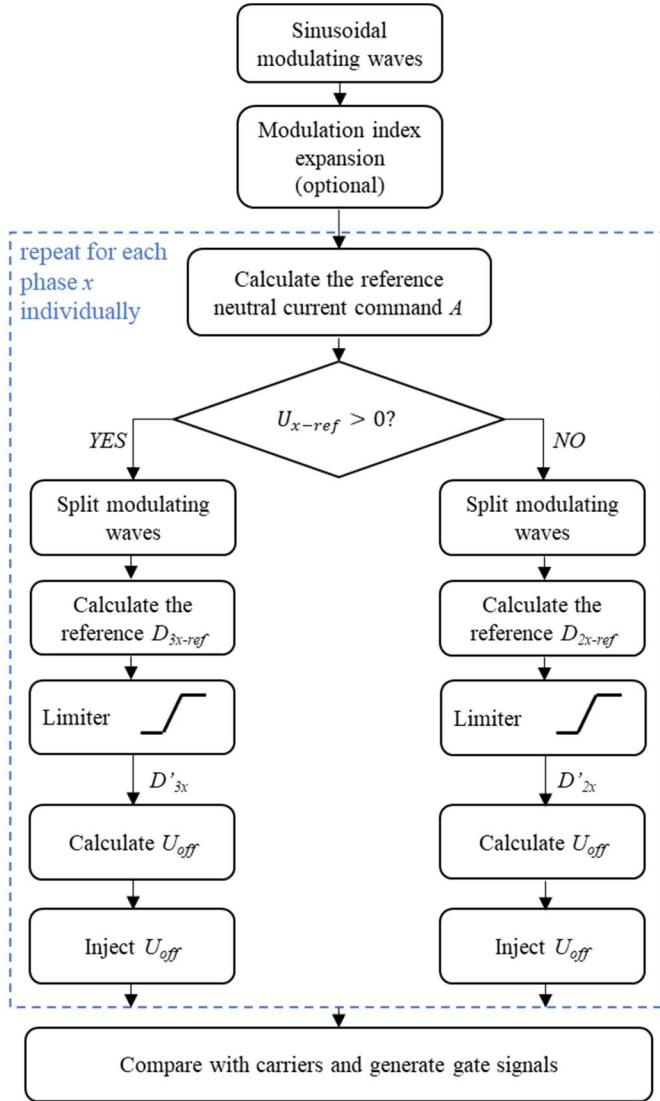 Sinusoidal
modulating waves
Modulation index
expansion
(optional)
repeat for each
phase x
individually
Calculate the reference
neutral current command A
U_{x−ref} > 0?
YES
NO
Split modulating
waves
Split modulating
waves
Calculate the
reference D_{3x-ref}
Calculate the
reference D_{2x-ref}
Limiter
Limiter
D’_{3x}
D’_{2x}
Calculate U_{off}
Calculate U_{off}
Inject U_{off}
Inject U_{off}
Compare with carriers and generate gate signals